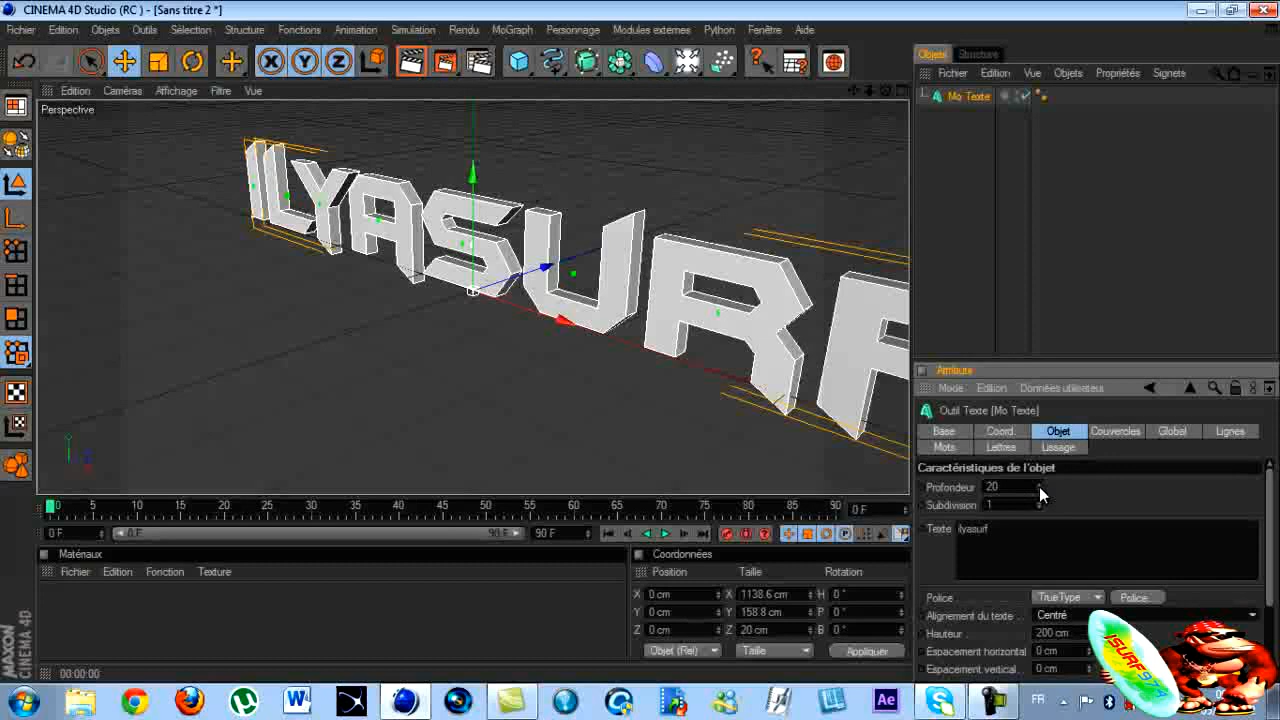 CINEMA 4D Studio (RC ) - [Sans titre 2 *]
Fichier Edition Objets Outils Sélection Structure Fonctions Animation Simulation Rendu MoGraph Personnage Modules externes Python Fenêtre Aide
X Y Z
Objets Structure
Fichier Edition Vue Objets Propriétés Signets
Mo Texte
Edition Caméras Affichage Filtre Vue
Perspective
ILYASURF
Attributs
Mode Edition Données utilisateur
Outil Texte [Mo Texte]
Base Coord. Objet Couvercles Global Lignes
Mots Lettres Lissage
Caractéristiques de l'objet
Profondeur 20
Subdivision 1
Texte ilyasurf
Police TrueType Police...
Alignement du texte Centré
Hauteur 200 cm
Espacement horizontal 0 cm
Espacement vertical 0 cm
0 5 10 15 20 25 30 35 40 45 50 55 60 65 70 75 80 85 90 0 F
0 F 0 F 90 F 90 F
Matériaux
Fichier Edition Fonction Texture
Coordonnées
Position Taille Rotation
X 0 cm X 1138.6 cm H 0 °
Y 0 cm Y 158.8 cm P 0 °
Z 0 cm Z 20 cm B 0 °
Objet (Rel) Taille Appliquer
MAXON
CINEMA 4D
00:00:00
ISURF974
W Ae FR